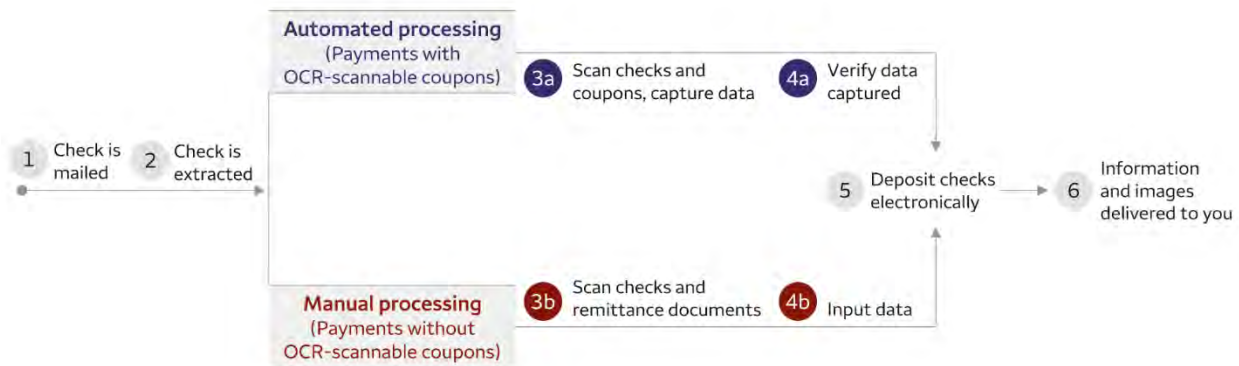 1 Check is
mailed
2 Check is
extracted
Automated processing
(Payments with
OCR-scannable coupons)
3a Scan checks and
coupons, capture data
4a Verify data
captured
Manual processing
(Payments without
OCR-scannable coupons)
3b Scan checks and
remittance documents
4b Input data
5 Deposit checks
electronically
6 Information
and images
delivered to you